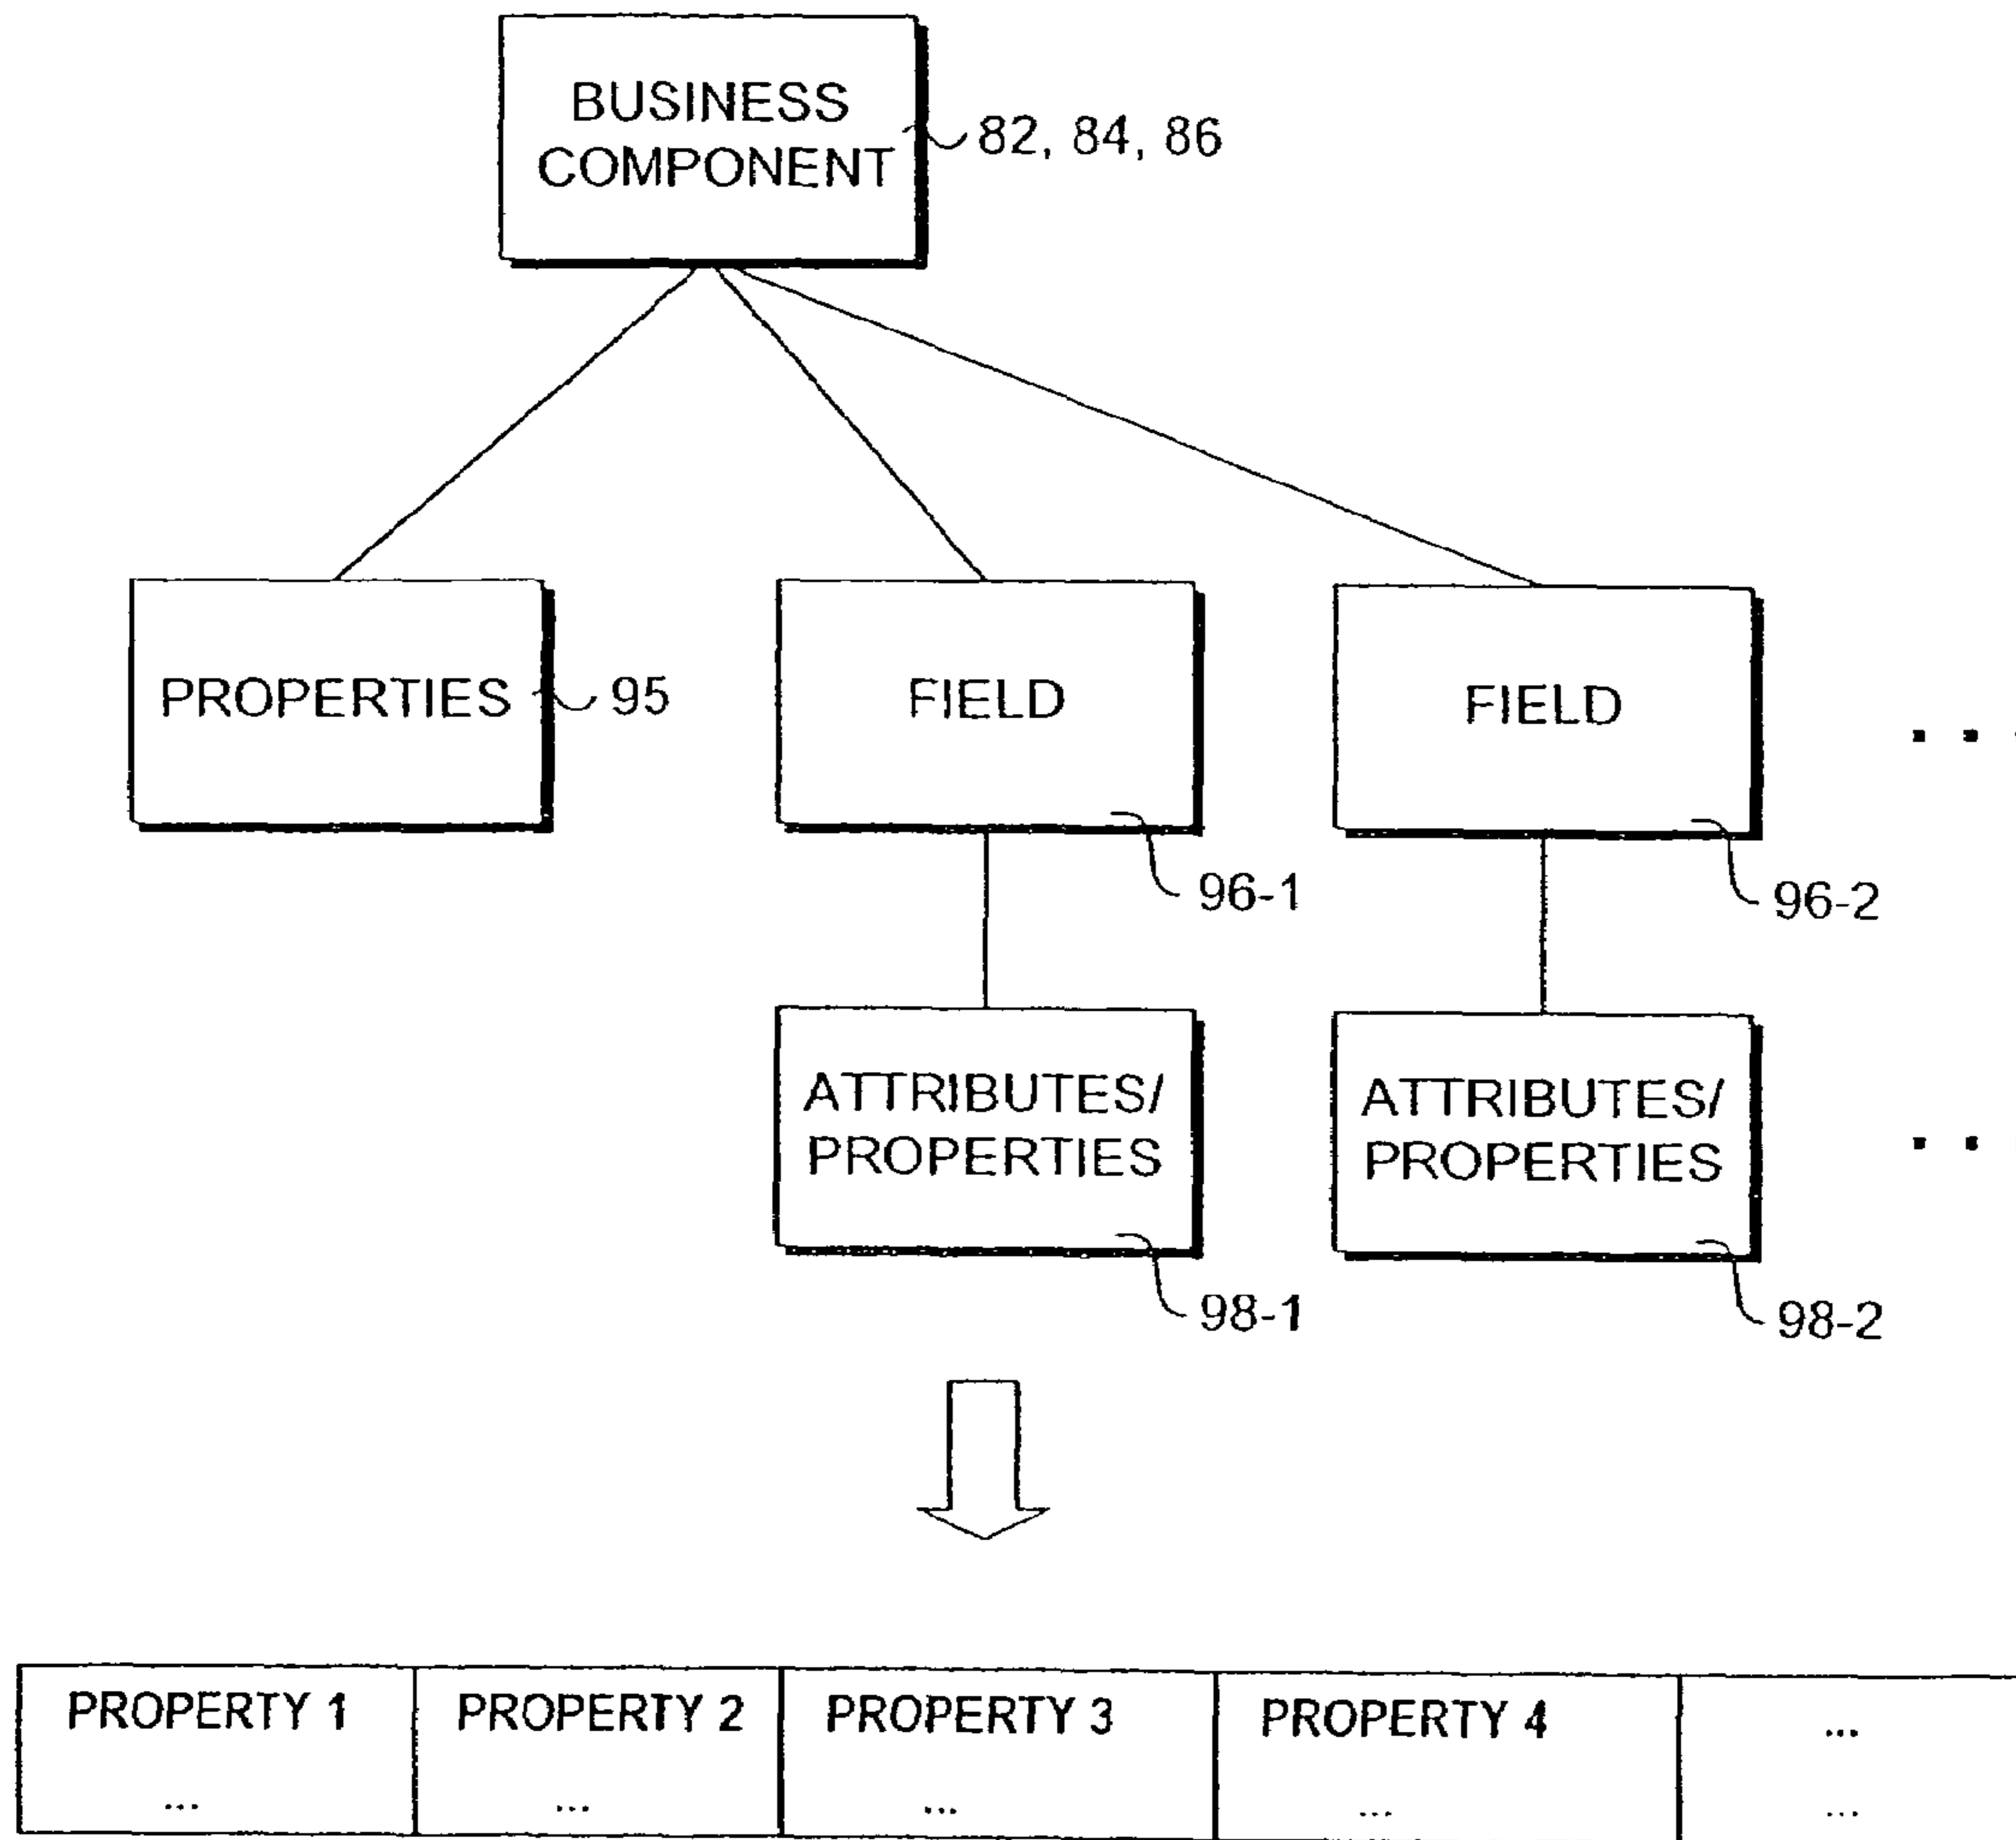 BUSINESS
COMPONENT
82, 84, 86
PROPERTIES
95
FIELD
FIELD
. . .
96-1
96-2
ATTRIBUTES/
PROPERTIES
ATTRIBUTES/
PROPERTIES
. .
98-1
98-2
PROPERTY 1 PROPERTY 2 PROPERTY 3 PROPERTY 4 ...
... ... ... ... ...